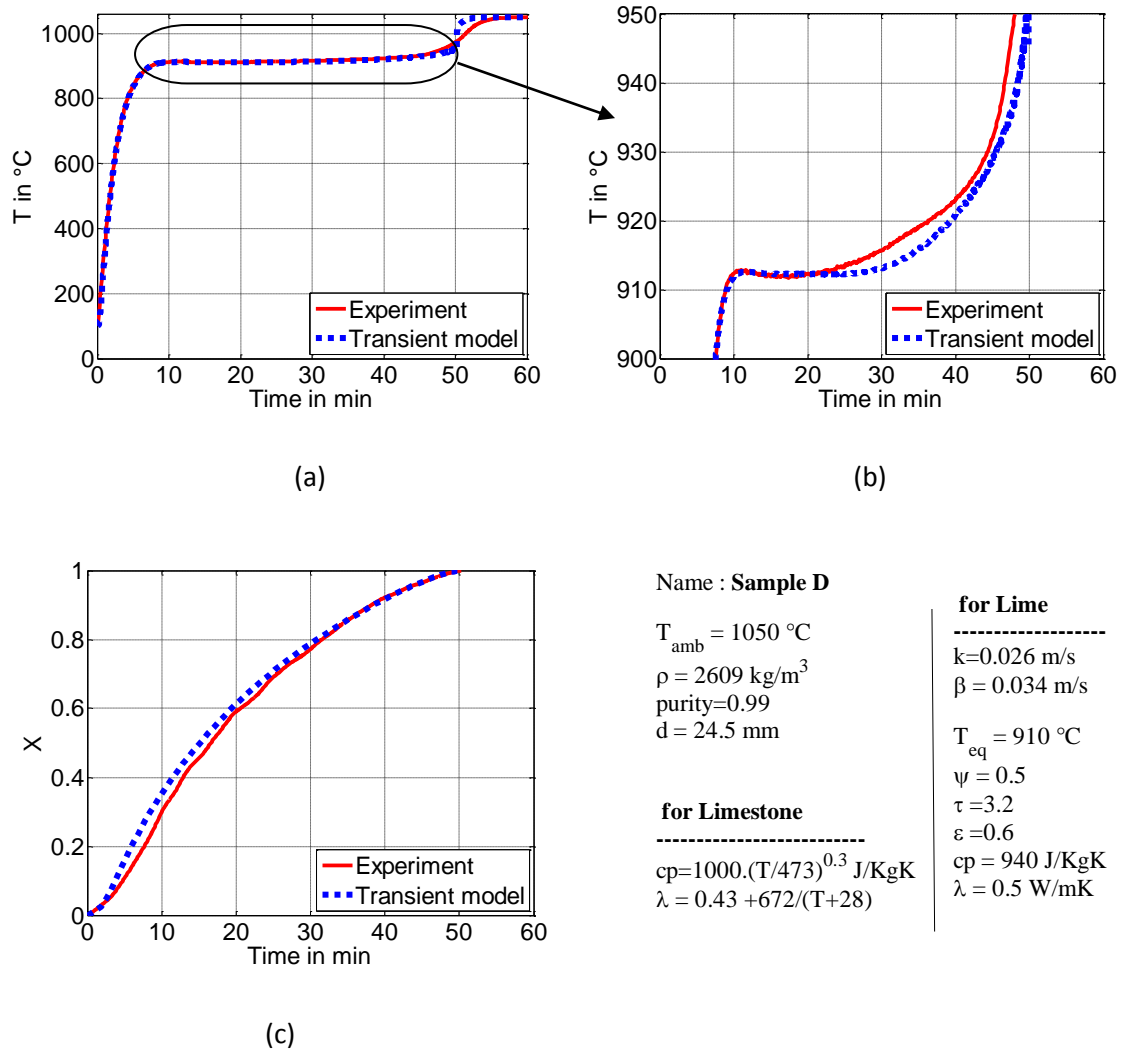 1000
800
600
400
200
0
T in °C
0 10 20 30 40 50 60
Time in min
Experiment
Transient model
(a)
950
940
930
920
910
900
T in °C
0 10 20 30 40 50 60
Time in min
Experiment
Transient model
(b)
1
0.8
0.6
0.4
0.2
0
X
0 10 20 30 40 50 60
Time in min
Experiment
Transient model
(c)
Name : Sample D
T_amb = 1050 °C
ρ = 2609 kg/m³
purity=0.99
d = 24.5 mm
for Limestone
----------------------
cp=1000.(T/473)^0.3 J/KgK
λ = 0.43 +672/(T+28)
for Lime
----------------
k=0.026 m/s
β = 0.034 m/s
T_eq = 910 °C
ψ = 0.5
τ =3.2
ε =0.6
cp = 940 J/KgK
λ = 0.5 W/mK